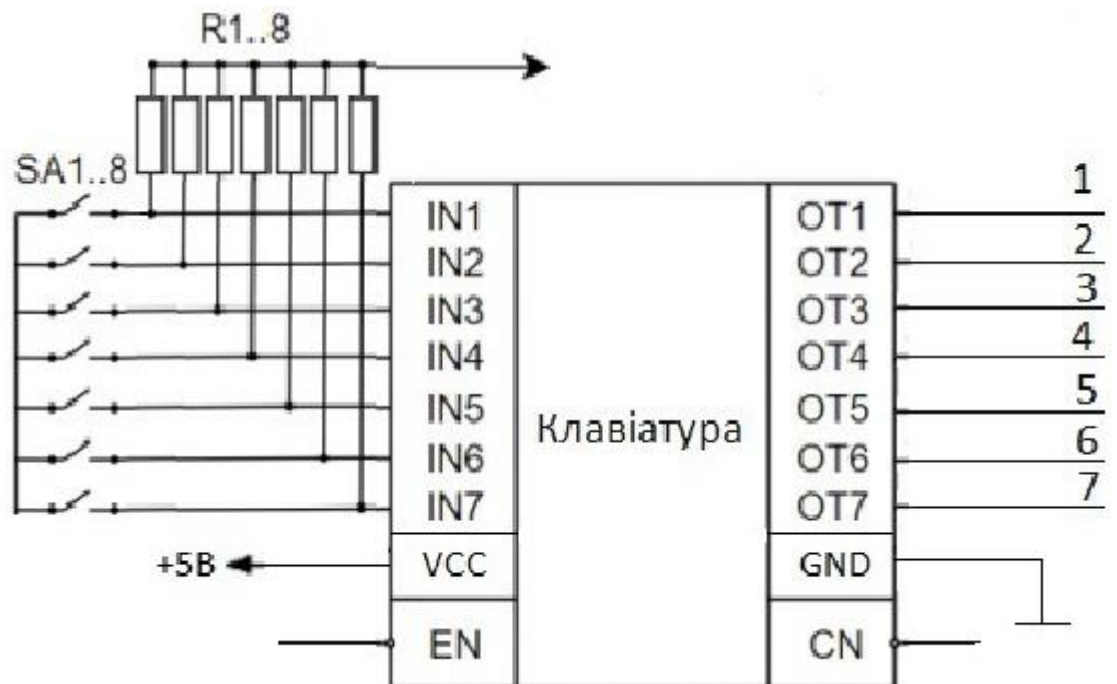 R1..8
SA1..8
IN1 OT1 1
IN2 OT2 2
IN3 OT3 3
IN4 OT4 4
IN5 OT5 5
Клавіатура
IN6 OT6 6
IN7 OT7 7
+5В VCC GND
EN CN